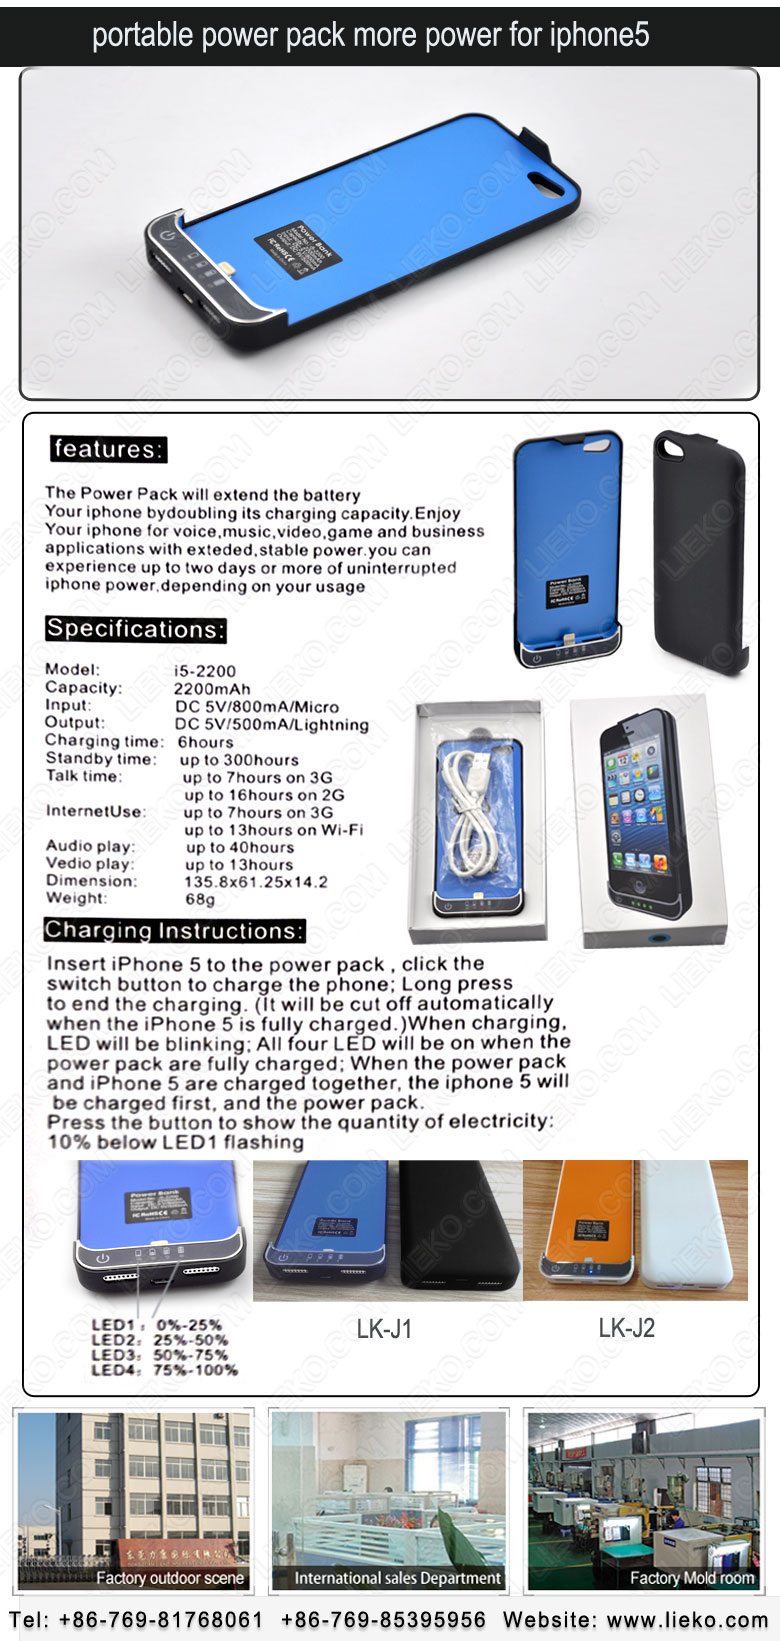 portable power pack more power for iphone5
LIEKO.COM
Power Bank
features:
The Power Pack will extend the battery
Your iphone bydoubling its charging capacity.Enjoy
Your iphone for voice,music,video,game and business
applications with exteded,stable power.you can
experience up to two days or more of uninterrupted
iphone power,depending on your usage
Power Bank
Specifications:
Model: i5-2200
Capacity: 2200mAh
Input: DC 5V/800mA/Micro
Output: DC 5V/500mA/Lightning
Charging time: 6hours
Standby time: up to 300hours
Talk time: up to 7hours on 3G
up to 16hours on 2G
InternetUse: up to 7hours on 3G
up to 13hours on Wi-Fi
Audio play: up to 40hours
Vedio play: up to 13hours
Dimension: 135.8x61.25x14.2
Weight: 68g
Charging Instructions:
Insert iPhone 5 to the power pack , click the
switch button to charge the phone; Long press
to end the charging. (It will be cut off automatically
when the iPhone 5 is fully charged.)When charging,
LED will be blinking; All four LED will be on when the
power pack are fully charged; When the power pack
and iPhone 5 are charged together, the iphone 5 will
be charged first, and the power pack.
Press the button to show the quantity of electricity:
10% below LED1 flashing
Power Bank
Power Bank
Power Bank
LED1: 0%-25%
LED2: 25%-50%
LED3: 50%-75%
LED4: 75%-100%
LK-J1
LK-J2
Factory outdoor scene
International sales Department
Factory Mold room
Tel: +86-769-81768061 +86-769-85395956 Website: www.lieko.com